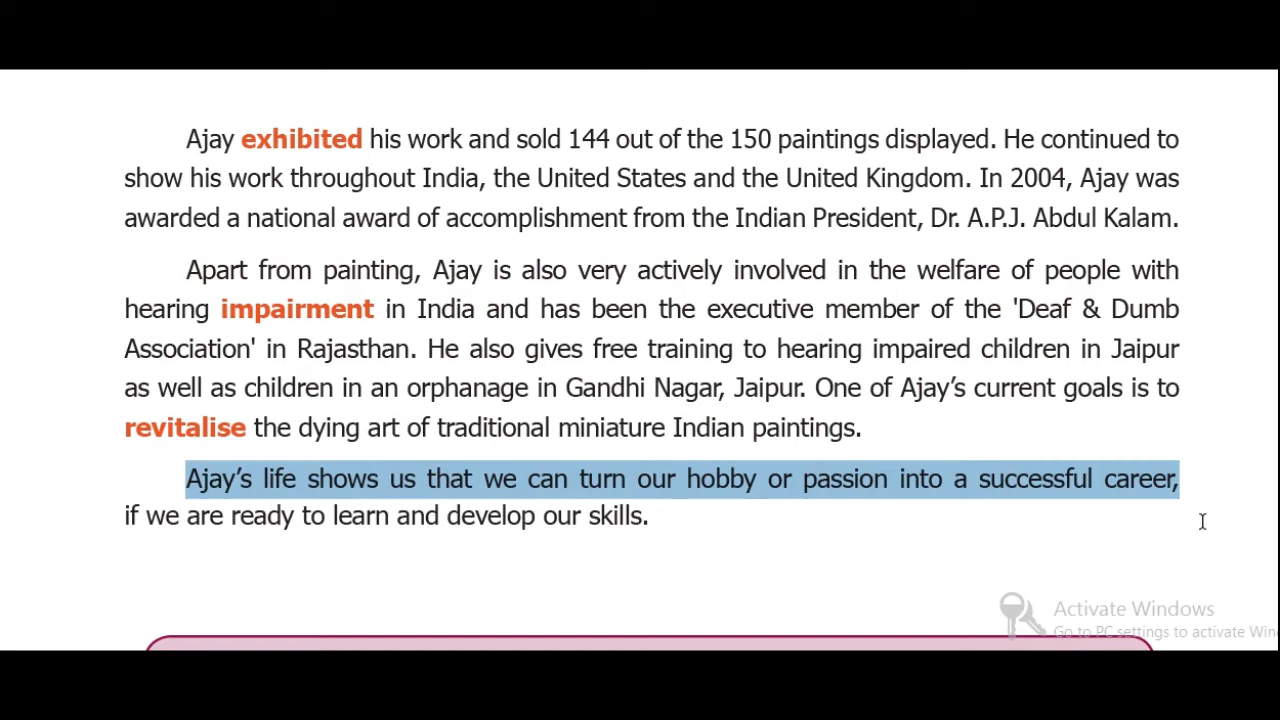 Ajay exhibited his work and sold 144 out of the 150 paintings displayed. He continued to
show his work throughout India, the United States and the United Kingdom. In 2004, Ajay was
awarded a national award of accomplishment from the Indian President, Dr. A.P.J. Abdul Kalam.
Apart from painting, Ajay is also very actively involved in the welfare of people with
hearing impairment in India and has been the executive member of the 'Deaf & Dumb
Association' in Rajasthan. He also gives free training to hearing impaired children in Jaipur
as well as children in an orphanage in Gandhi Nagar, Jaipur. One of Ajay’s current goals is to
revitalise the dying art of traditional miniature Indian paintings.
Ajay’s life shows us that we can turn our hobby or passion into a successful career,
if we are ready to learn and develop our skills.
Activate Windows
Go to PC settings to activate Win